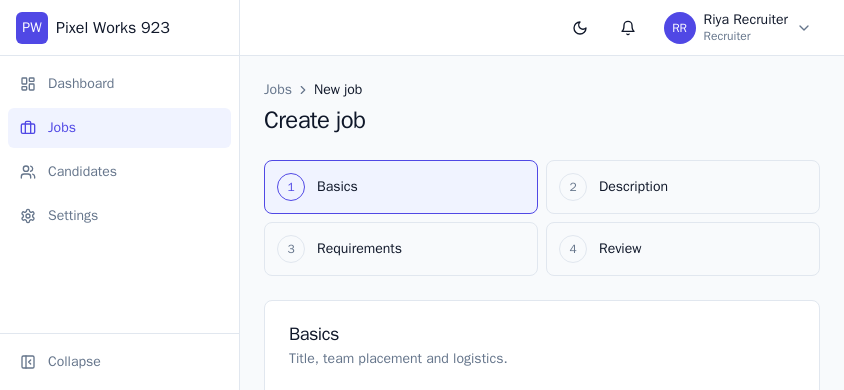 PW Pixel Works 923
RR Riya Recruiter
Recruiter
Dashboard
Jobs
Candidates
Settings
Collapse
Jobs > New job
Create job
1 Basics
2 Description
3 Requirements
4 Review
Basics
Title, team placement and logistics.